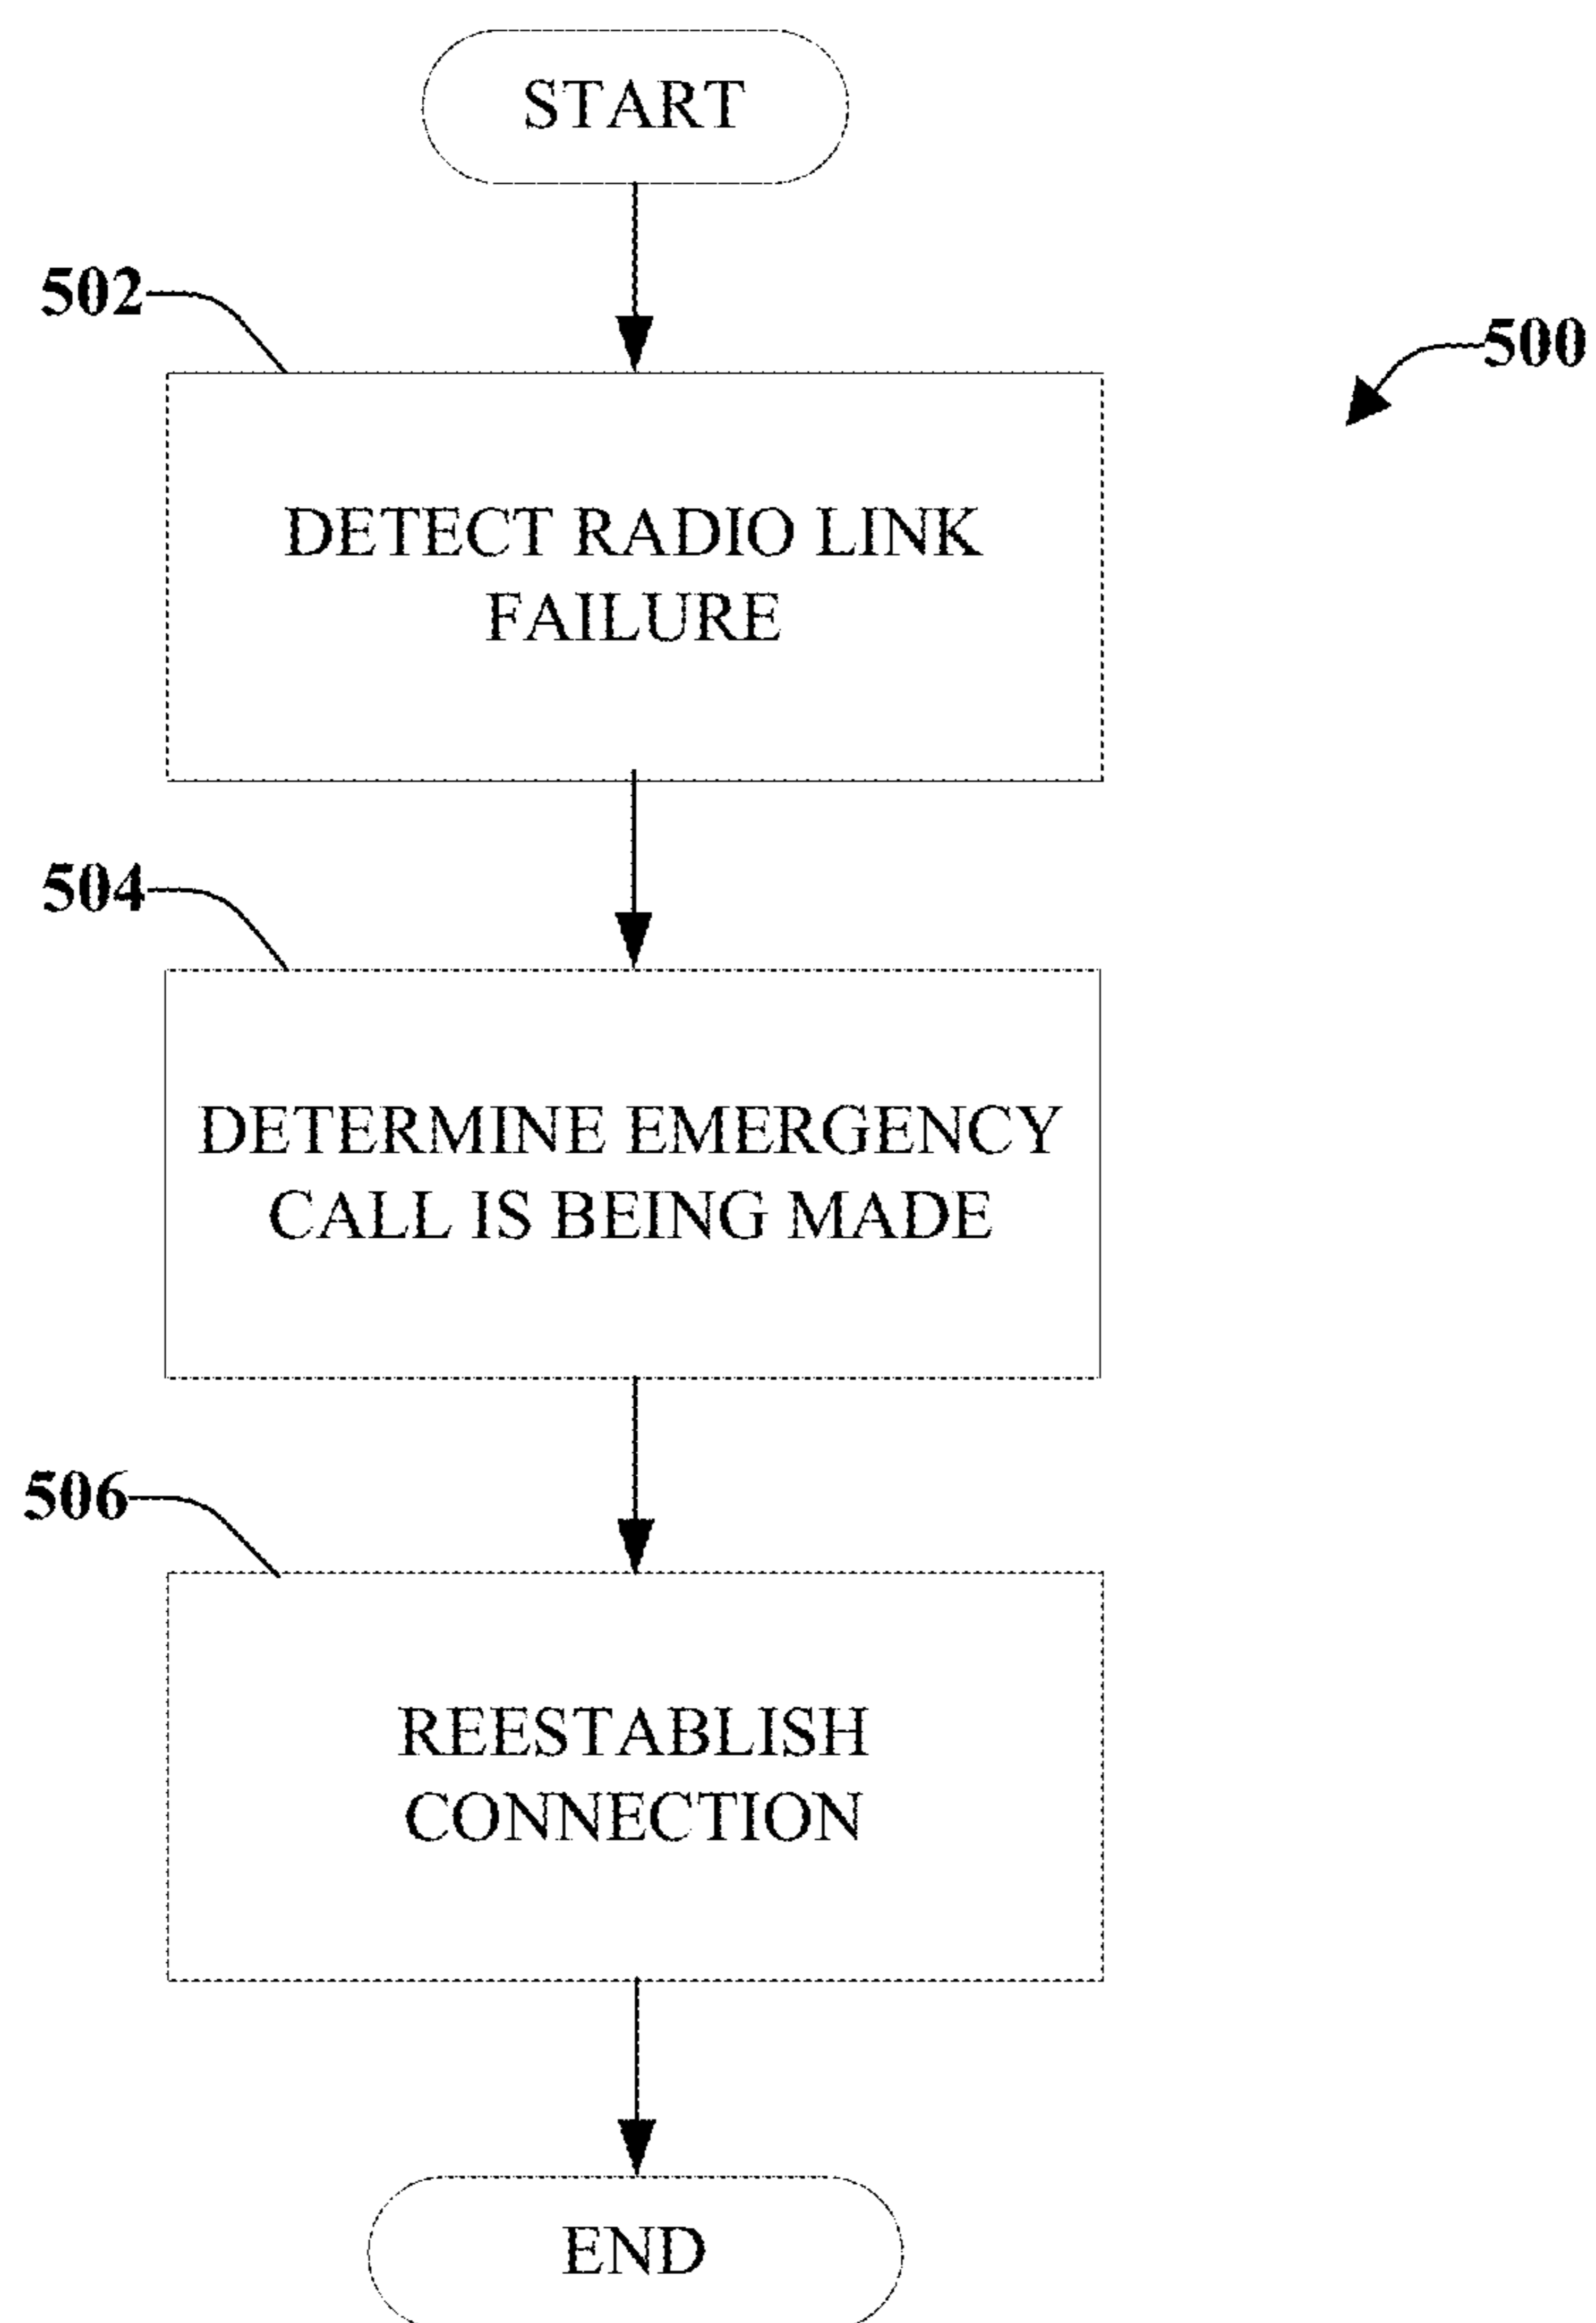 START
502
500
DETECT RADIO LINK
FAILURE
504
DETERMINE EMERGENCY
CALL IS BEING MADE
506
REESTABLISH
CONNECTION
END